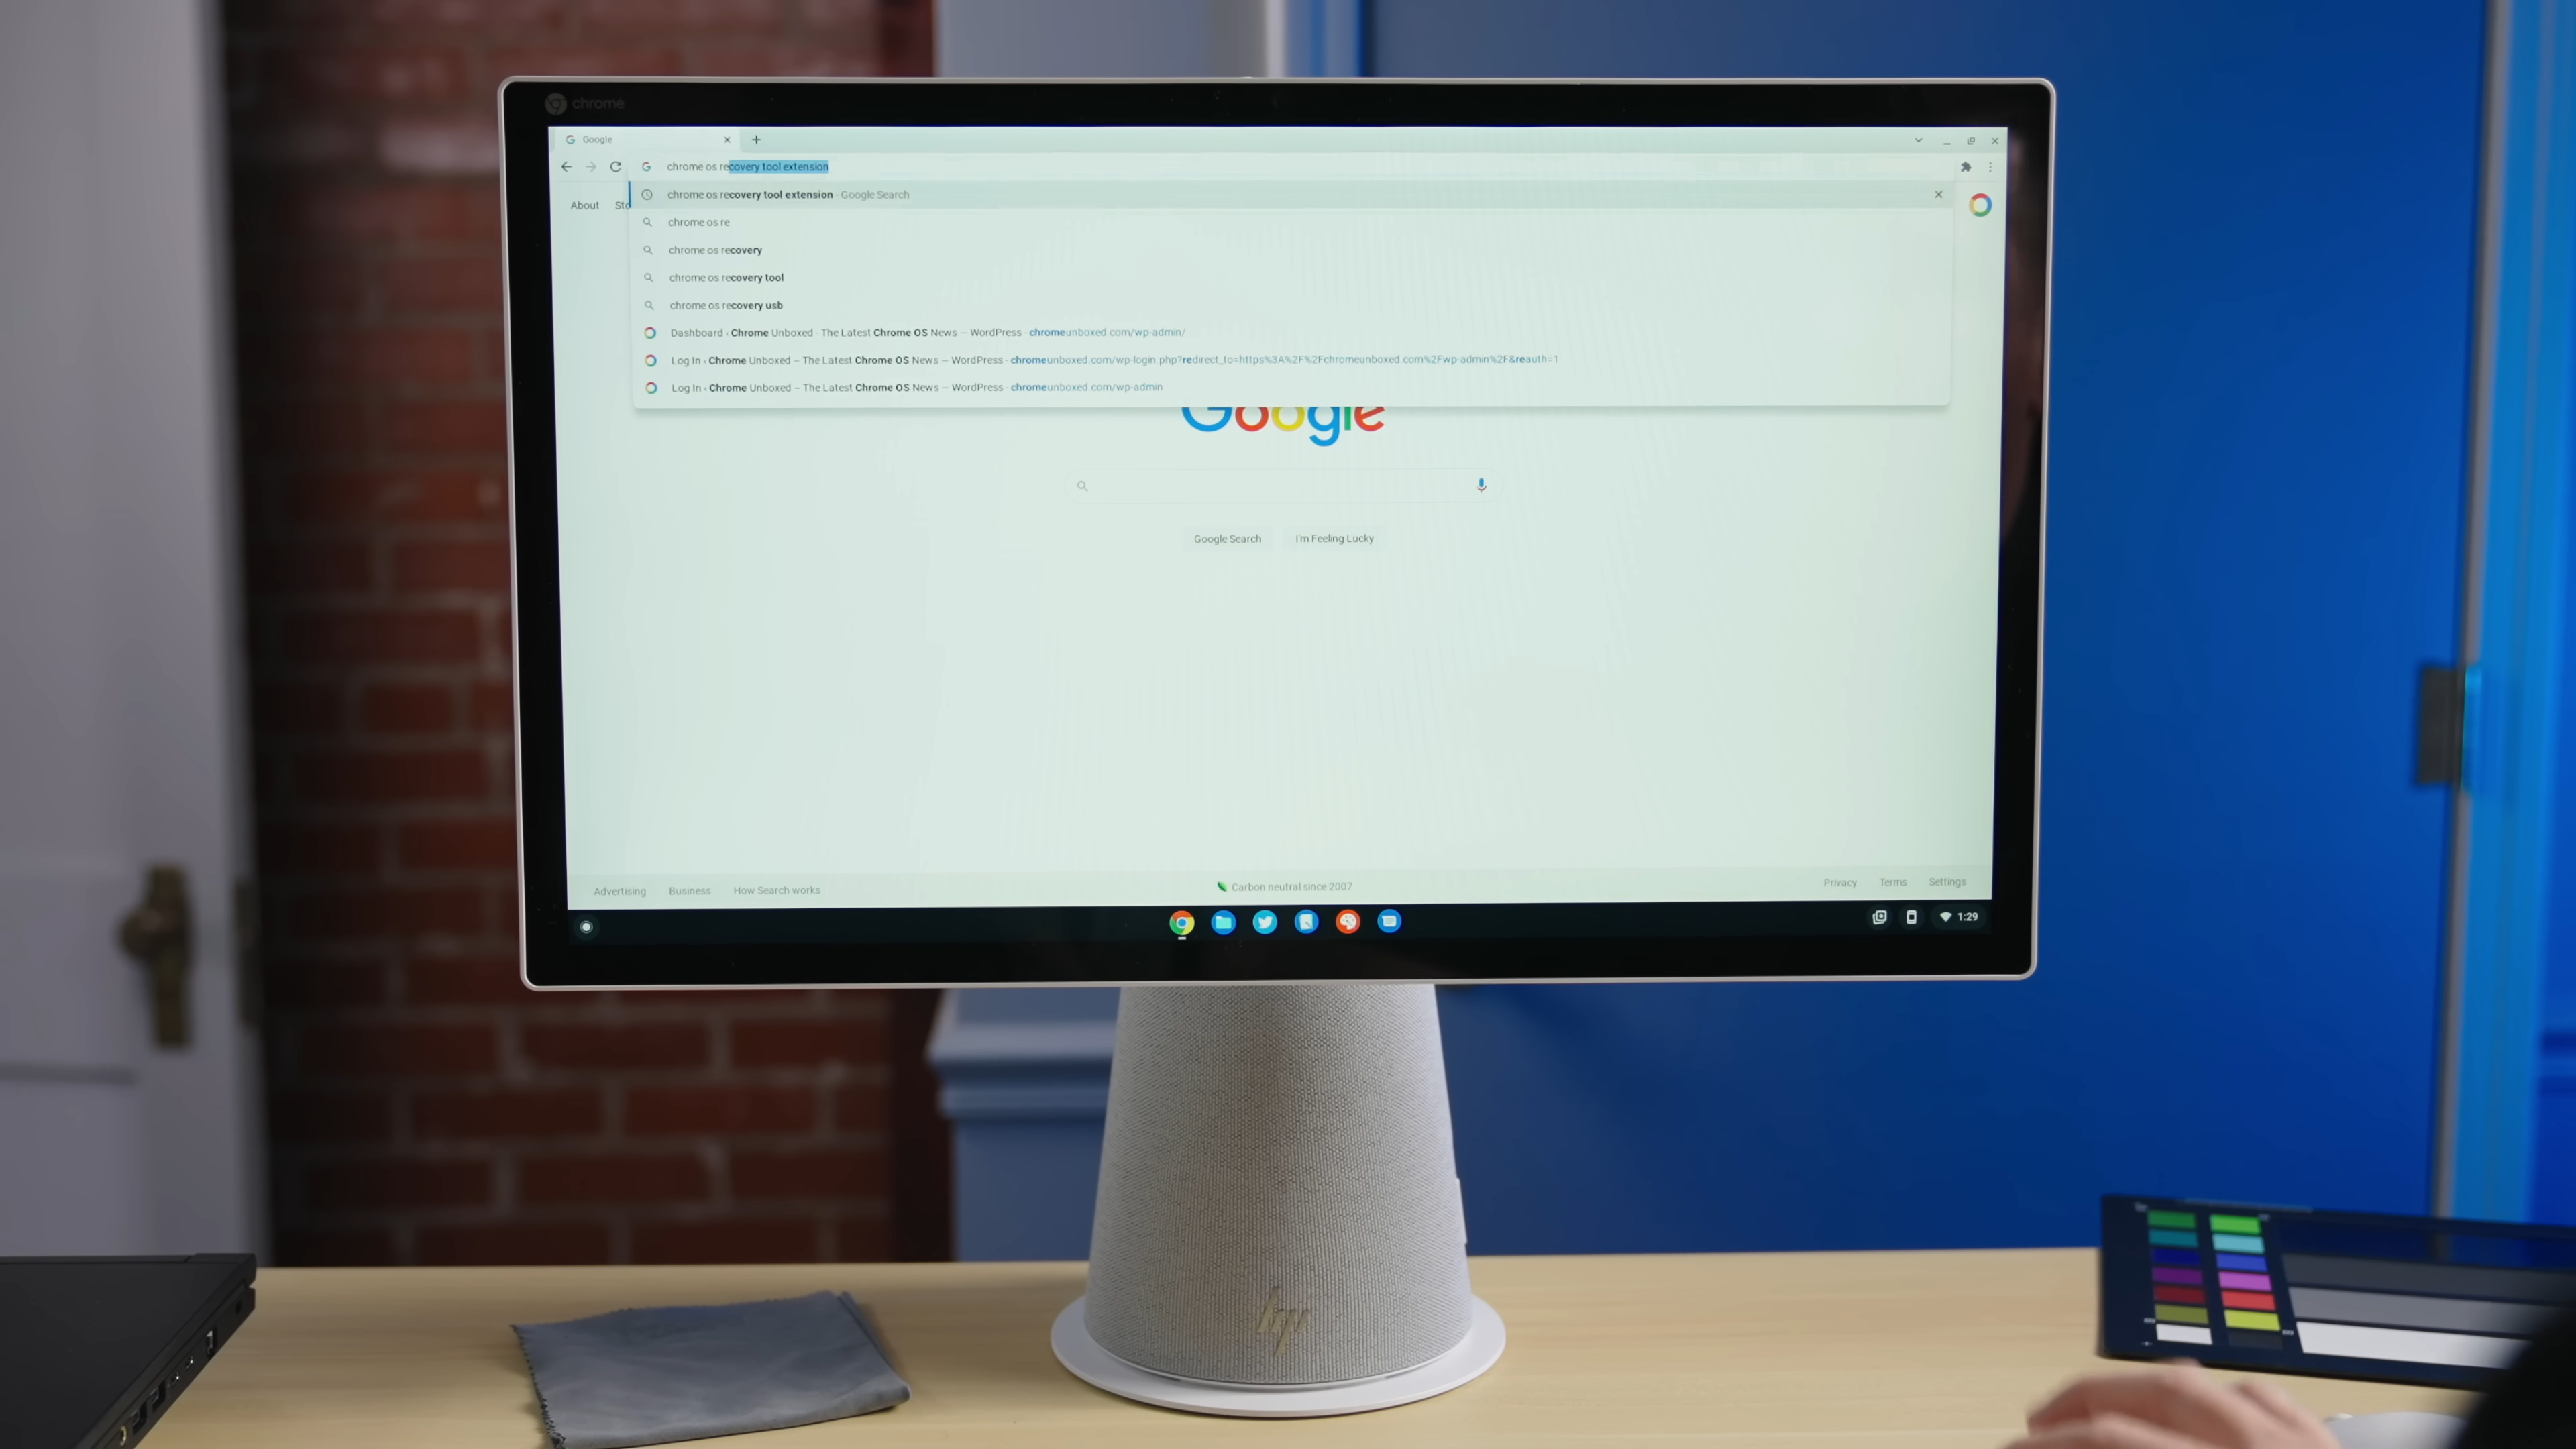 chrome
Google
chrome os recovery tool extension
chrome os recovery tool extension - Google Search
About Sto
chrome os re
chrome os recovery
chrome os recovery tool
chrome os recovery usb
Dashboard ‹ Chrome Unboxed - The Latest Chrome OS News — WordPress - chromeunboxed.com/wp-admin/
Log In ‹ Chrome Unboxed – The Latest Chrome OS News — WordPress - chromeunboxed.com/wp-login.php?redirect_to=https%3A%2F%2Fchromeunboxed.com%2Fwp-admin%2F&reauth=1
Log In ‹ Chrome Unboxed – The Latest Chrome OS News — WordPress - chromeunboxed.com/wp-admin
Google
Google Search I'm Feeling Lucky
Advertising Business How Search works Carbon neutral since 2007 Privacy Terms Settings
1:29
hp